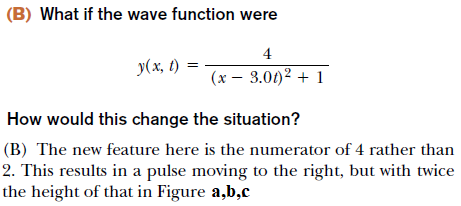 (B) What if the wave function were
y(x, t) = 4 / ((x − 3.0t)² + 1)
How would this change the situation?
(B) The new feature here is the numerator of 4 rather than
2. This results in a pulse moving to the right, but with twice
the height of that in Figure a,b,c